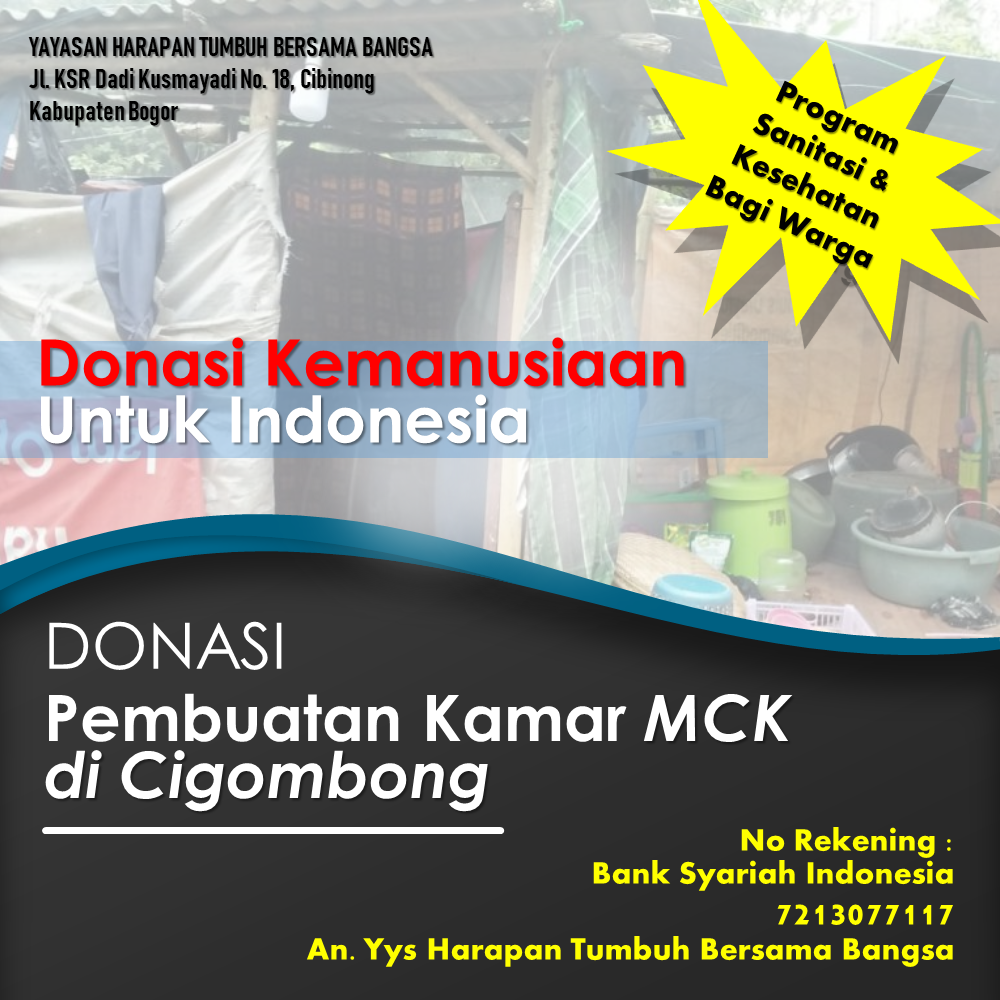 YAYASAN HARAPAN TUMBUH BERSAMA BANGSA
Jl. KSR Dadi Kusmayadi No. 18, Cibinong
Kabupaten Bogor
Program
Sanitasi &
Kesehatan
Bagi Warga
Donasi Kemanusiaan
Untuk Indonesia
DONASI
Pembuatan Kamar MCK
di Cigombong
No Rekening :
Bank Syariah Indonesia
7213077117
An. Yys Harapan Tumbuh Bersama Bangsa